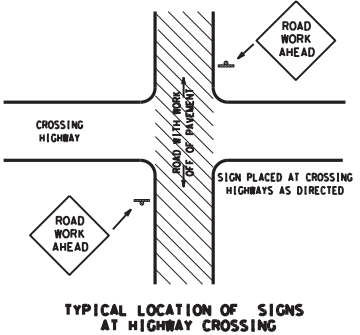 ROAD
WORK
AHEAD
CROSSING
HIGHWAY
ROAD WITH WORK
OFF OF PAVEMENT
SIGN PLACED AT CROSSING
HIGHWAYS AS DIRECTED
ROAD
WORK
AHEAD
TYPICAL LOCATION OF SIGNS
AT HIGHWAY CROSSING